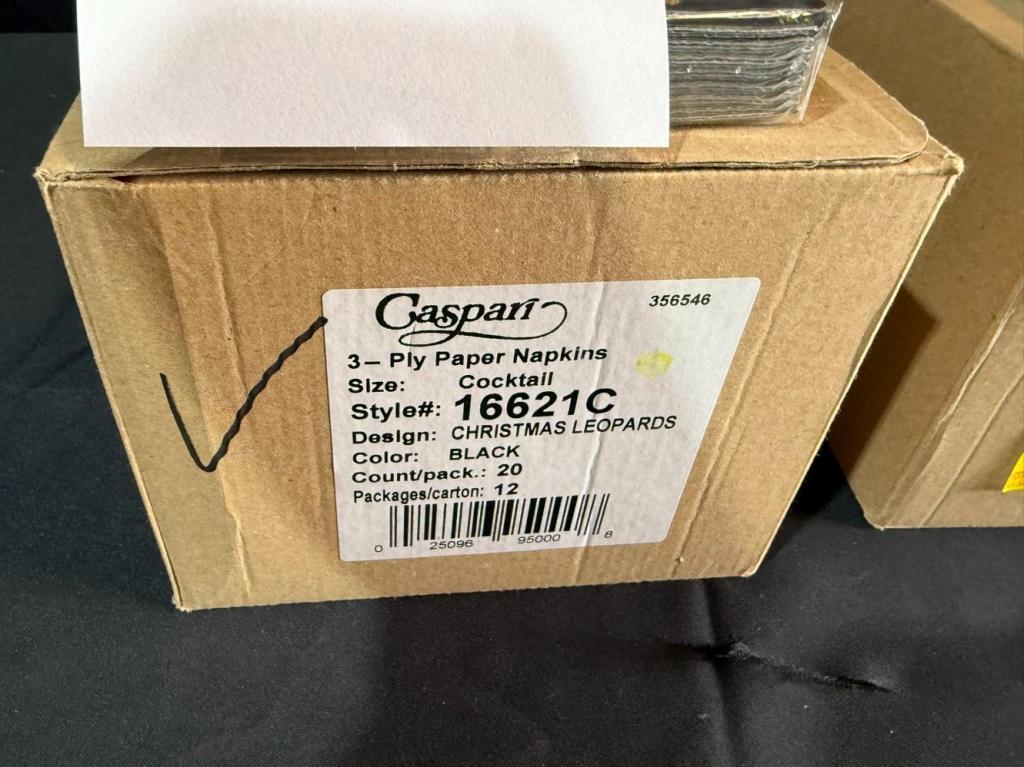 Caspari 356546
3- Ply Paper Napkins
Size: Cocktail
Style#: 16621C
Design: CHRISTMAS LEOPARDS
Color: BLACK
Count/pack.: 20
Packages/carton: 12
0 25096 95000 8